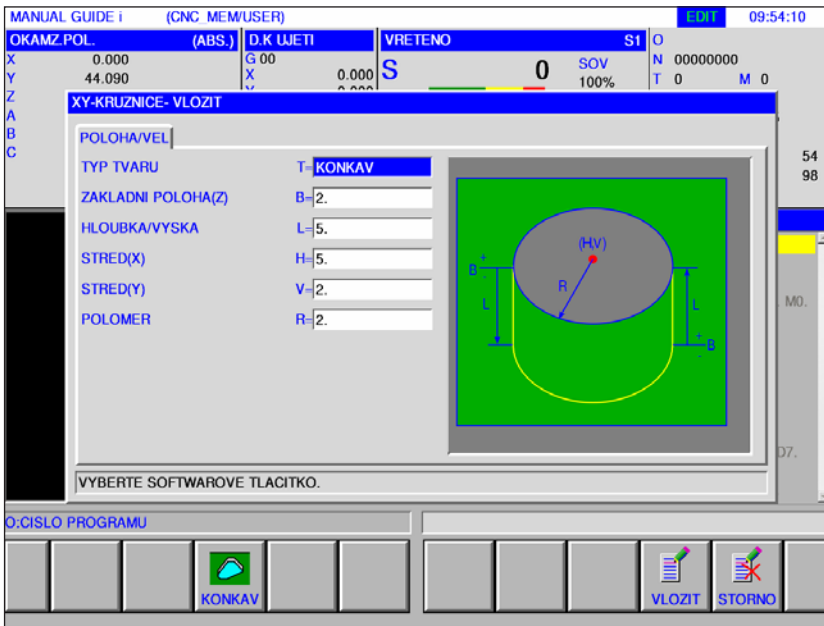 MANUAL GUIDE i (CNC_MEM/USER) EDIT 09:54:10
OKAMZ.POL. (ABS.) D.K UJETI VRETENO S1 O
X 0.000 G 00 N 00000000
Y 44.090 X 0.000 S 0 SOV 100% T 0 M 0
Z
A
B
C
54
98
XY-KRUZNICE- VLOZIT
POLOHA/VEL
TYP TVARU T= KONKAV
ZAKLADNI POLOHA(Z) B= 2.
HLOUBKA/VYSKA L= 5.
STRED(X) H= 5.
STRED(Y) V= 2.
POLOMER R= 2.
(H,V)
B + -
R
L
L
+ - B
M0.
D7.
VYBERTE SOFTWAROVE TLACITKO.
O:CISLO PROGRAMU
KONKAV VLOZIT STORNO